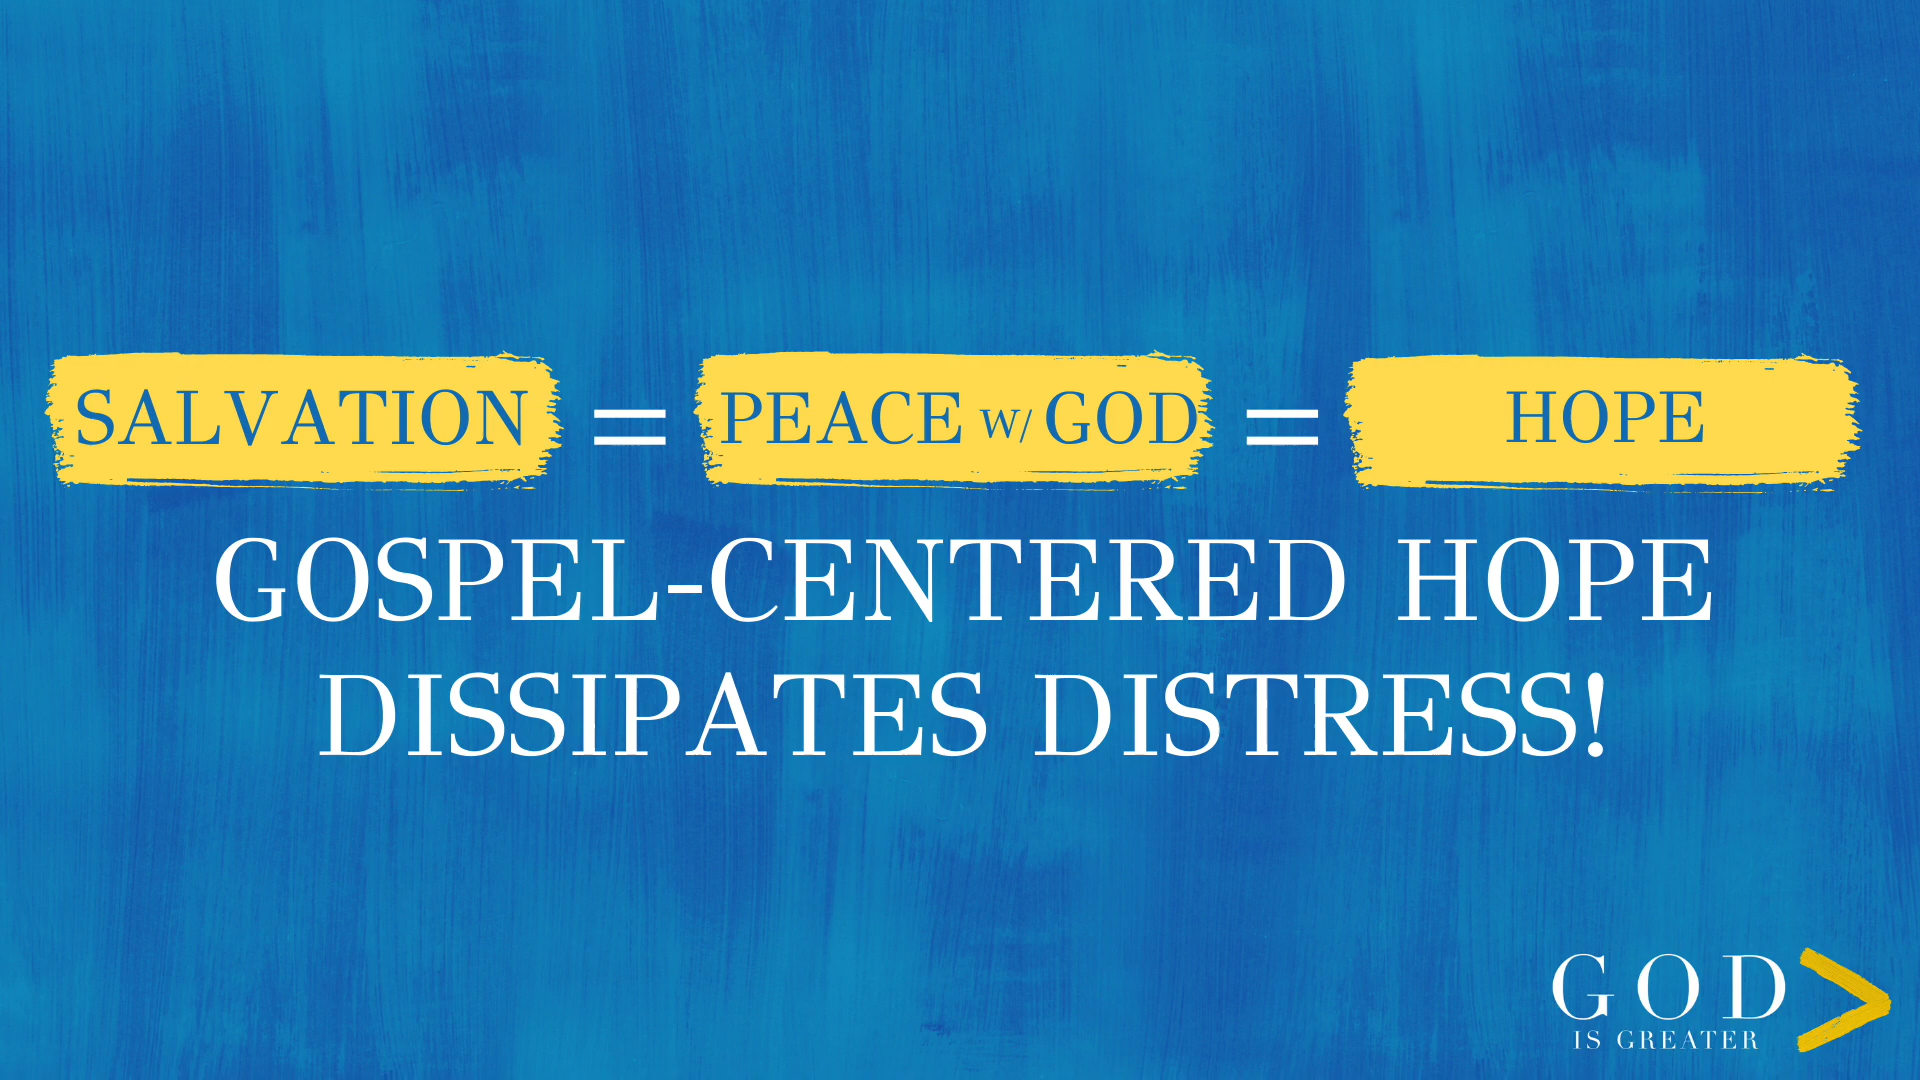 SALVATION = PEACE W/ GOD = HOPE
GOSPEL-CENTERED HOPE
DISSIPATES DISTRESS!
GOD >
IS GREATER